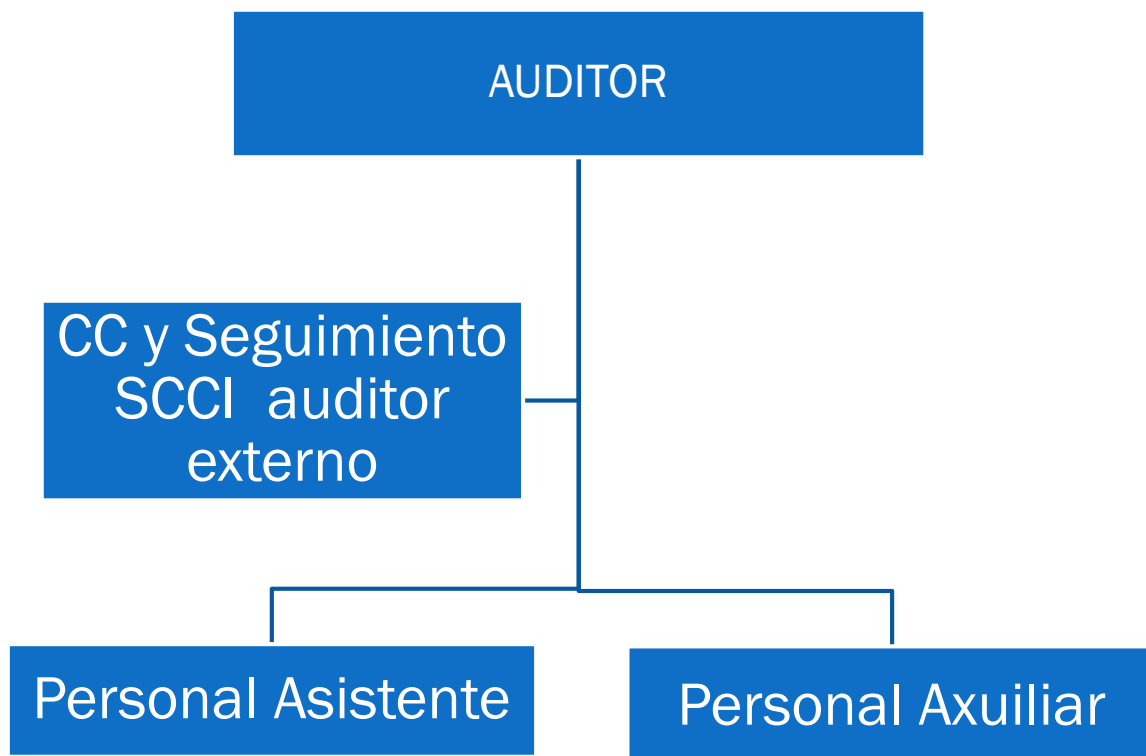 AUDITOR
CC y Seguimiento
SCCI auditor
externo
Personal Asistente
Personal Axuiliar